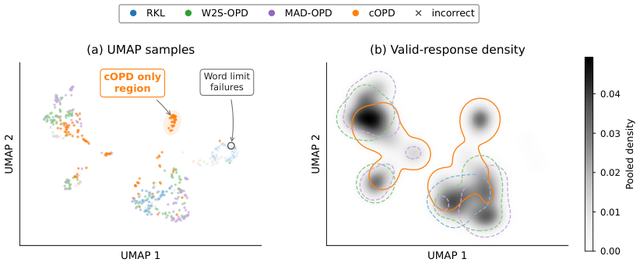 RKL W2S-OPD MAD-OPD cOPD incorrect
(a) UMAP samples
cOPD only
region
Word limit
failures
UMAP 2
UMAP 1
(b) Valid-response density
UMAP 2
UMAP 1
0.04
0.03
0.02
0.01
0.00
Pooled density